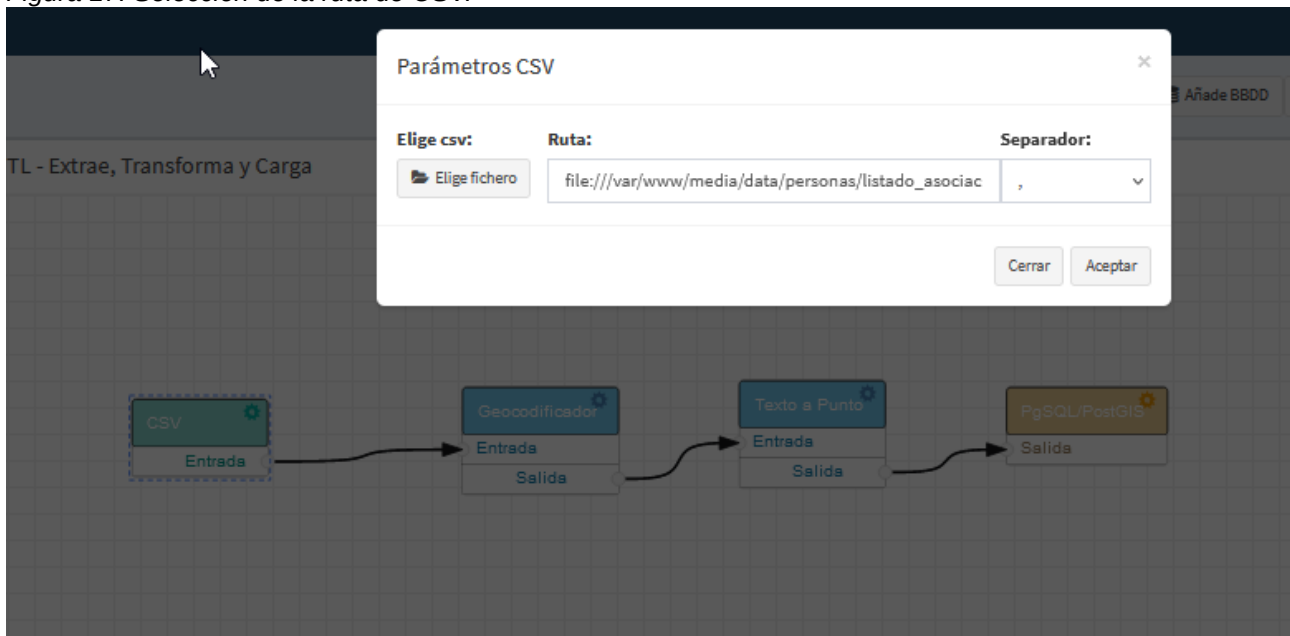 Parámetros CSV
×
Añade BBDD
Elige csv:
Ruta:
Separador:
TL - Extrae, Transforma y Carga
Elige fichero
file:///var/www/media/data/personas/listado_asociac
,
Cerrar
Aceptar
CSV
Entrada
Geocodificador
Entrada
Salida
Texto a Punto
Entrada
Salida
PgSQL/PostGIS
Salida